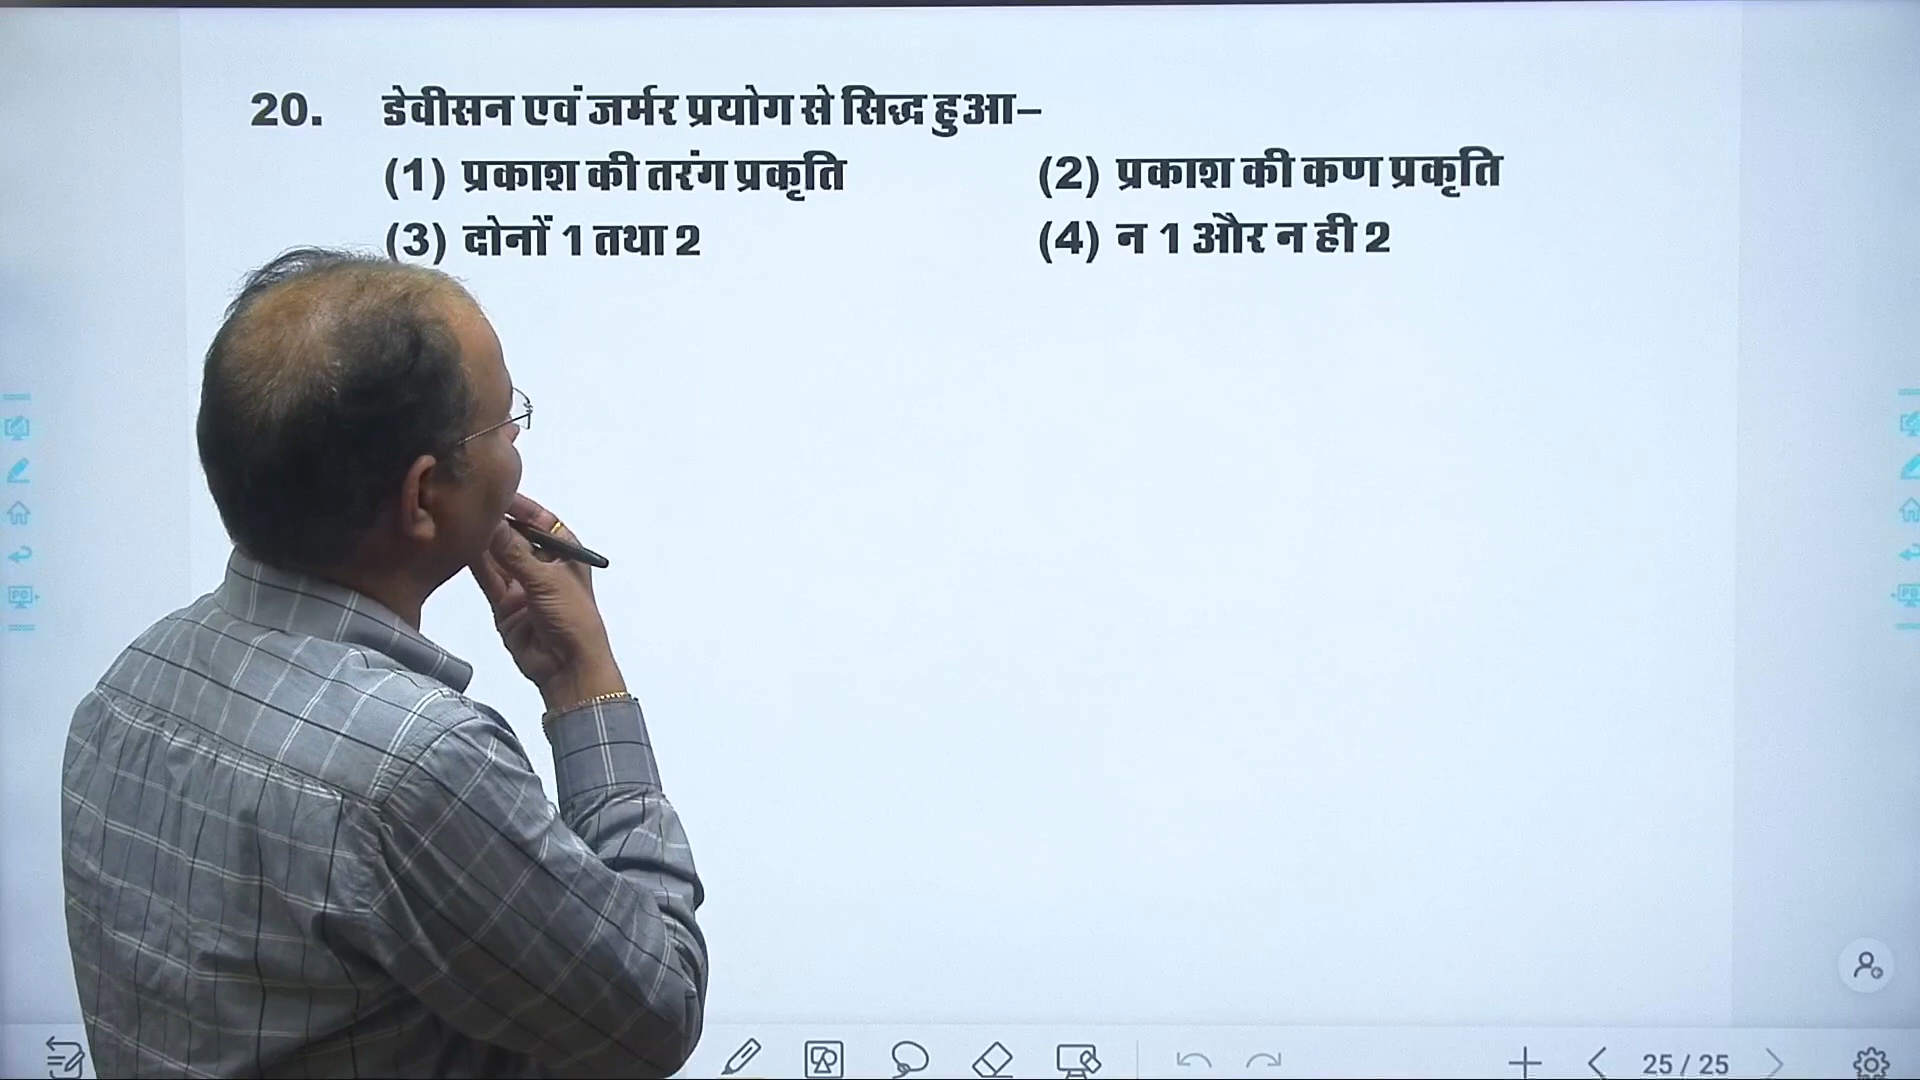 20. डेवीसन एवं जर्मर प्रयोग से सिद्ध हुआ–
(1) प्रकाश की तरंग प्रकृति (2) प्रकाश की कण प्रकृति
(3) दोनों 1 तथा 2 (4) न 1 और न ही 2
25 / 25